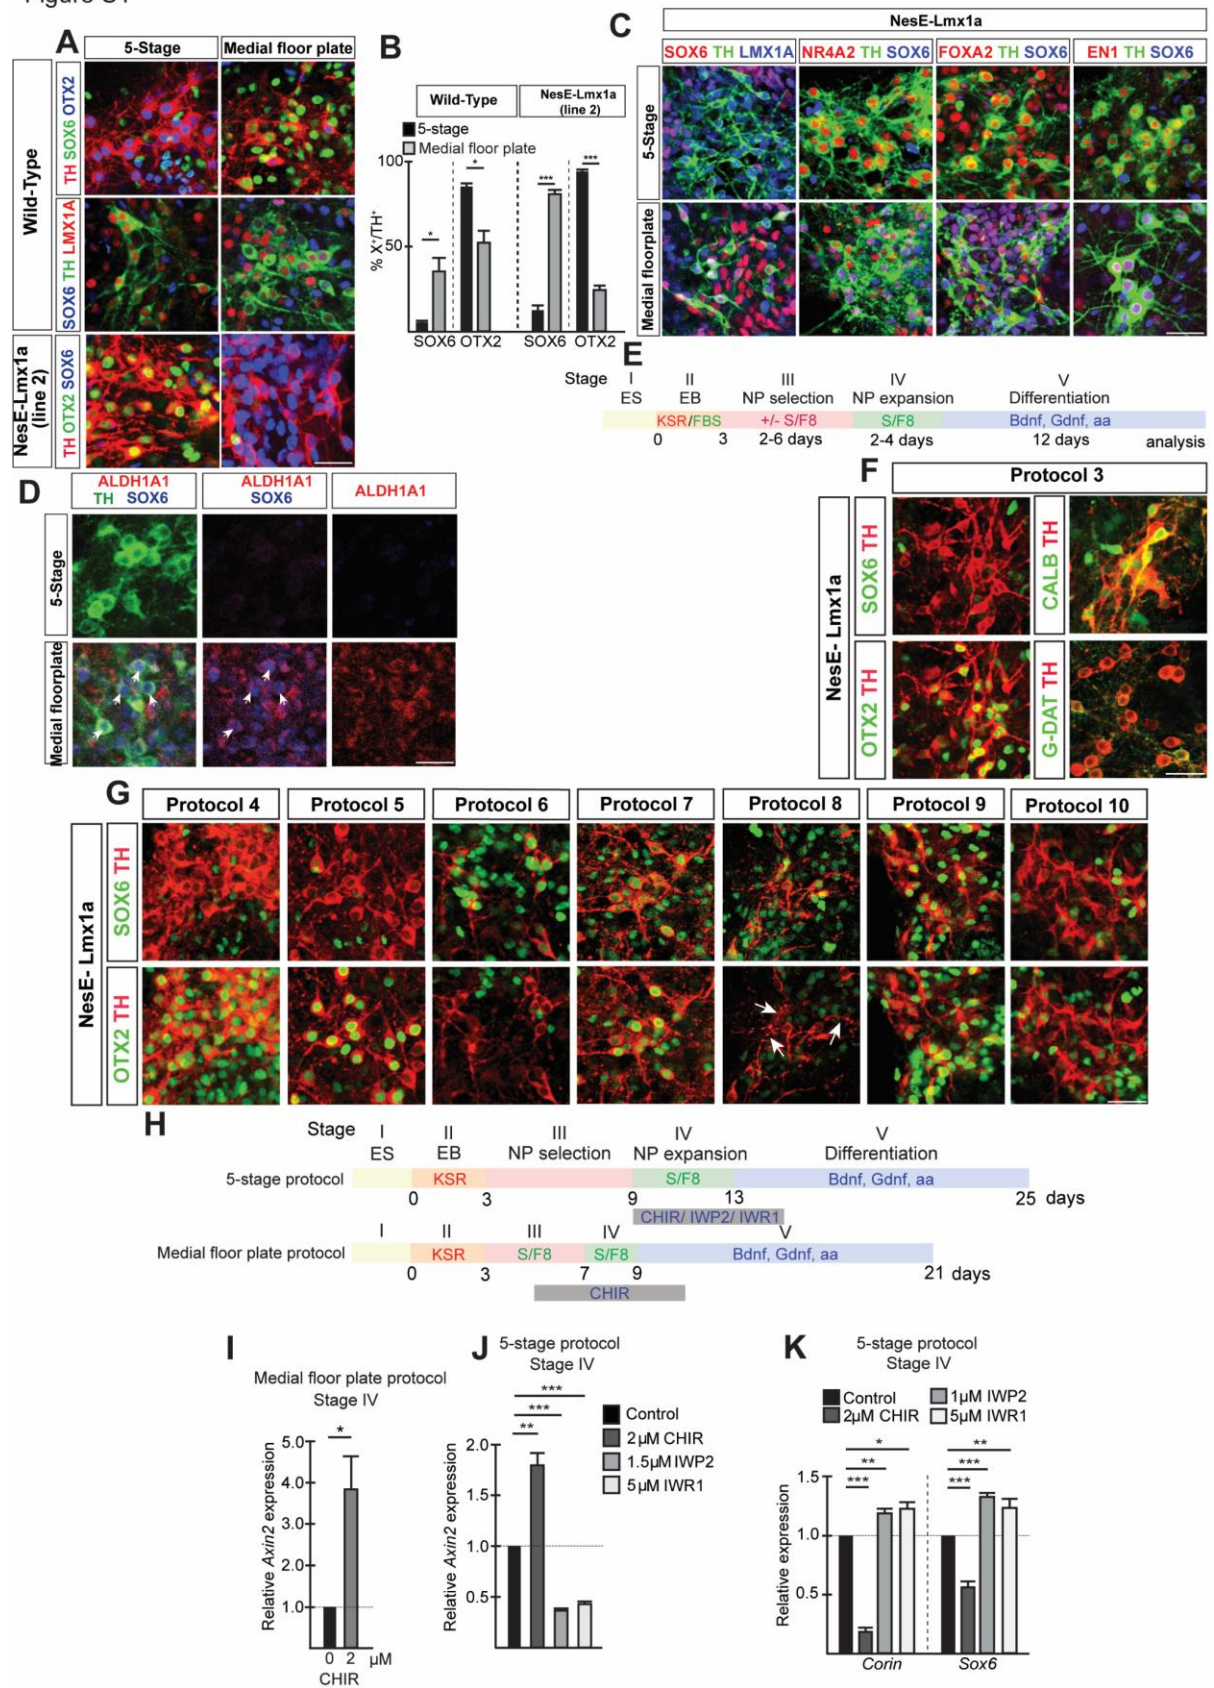 A
5-Stage
Medial floor plate
Wild-Type
TH SOX6 OTX2
SOX6 TH LMX1A
NesE-Lmx1a
(line 2)
TH OTX2 SOX6
B
Wild-Type
NesE-Lmx1a
(line 2)
5-stage
Medial floor plate
% X+/TH+
100
50
* * *** ***
SOX6 OTX2 SOX6 OTX2
C
NesE-Lmx1a
SOX6 TH LMX1A
NR4A2 TH SOX6
FOXA2 TH SOX6
EN1 TH SOX6
5-Stage
Medial floorplate
D
ALDH1A1
TH SOX6
ALDH1A1
SOX6
ALDH1A1
5-Stage
Medial floorplate
E
Stage I II III IV V
ES EB NP selection NP expansion Differentiation
KSR/FBS +/- S/F8 S/F8 Bdnf, Gdnf, aa
0 3 2-6 days 2-4 days 12 days analysis
F
Protocol 3
NesE- Lmx1a
SOX6 TH
CALB TH
OTX2 TH
G-DAT TH
G
Protocol 4
Protocol 5
Protocol 6
Protocol 7
Protocol 8
Protocol 9
Protocol 10
NesE- Lmx1a
SOX6 TH
OTX2 TH
H
Stage I II III IV V
ES EB NP selection NP expansion Differentiation
5-stage protocol KSR S/F8 Bdnf, Gdnf, aa
0 3 9 13 25 days
CHIR/ IWP2/ IWR1
I II III IV V
Medial floor plate protocol KSR S/F8 S/F8 Bdnf, Gdnf, aa
0 3 7 9 21 days
CHIR
I
Medial floor plate protocol
Stage IV
*
Relative Axin2 expression
5.0
4.0
3.0
2.0
1.0
0 2 µM
CHIR
J
5-stage protocol
Stage IV
***
***
**
Control
2µM CHIR
1.5µM IWP2
5µM IWR1
Relative Axin2 expression
2.0
1.5
1.0
0.5
K
5-stage protocol
Stage IV
Control
1µM IWP2
2µM CHIR
5µM IWR1
* **
** ***
*** ***
Relative expression
1.5
1.0
0.5
Corin Sox6